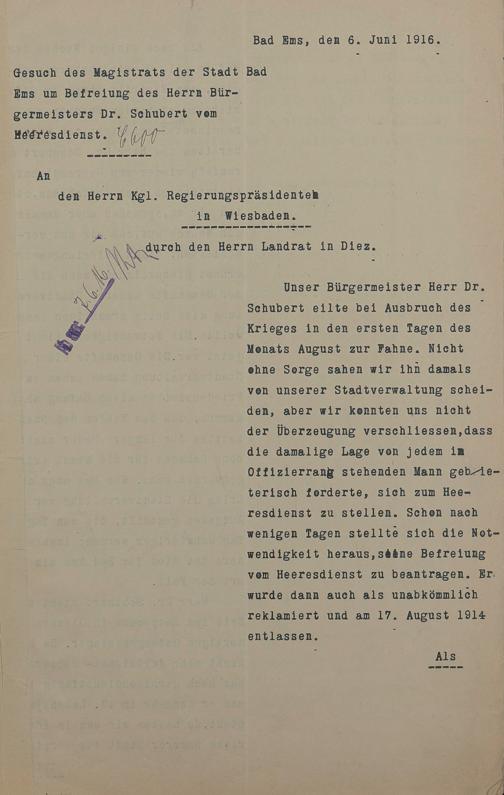 Bad Ems, den 6. Juni 1916.
Gesuch des Magistrats der Stadt Bad
Ems um Befreiung des Herrn Bür-
germeisters Dr. Schubert vom
Heeresdienst.
An
den Herrn Kgl. Regierungspräsidenten
in Wiesbaden.
durch den Herrn Landrat in Diez.
7.6.16.
Unser Bürgermeister Herr Dr.
Schubert eilte bei Ausbruch des
Krieges in den ersten Tagen des
Monats August zur Fahne. Nicht
ohne Sorge sahen wir ihn damals
von unserer Stadtverwaltung schei-
den, aber wir konnten uns nicht
der Überzeugung verschliessen,dass
die damalige Lage von jedem im
Offizierrang stehenden Mann gebie-
terisch forderte, sich zum Hee-
resdienst zu stellen. Schon nach
wenigen Tagen stellte sich die Not-
wendigkeit heraus,seine Befreiung
vom Heeresdienst zu beantragen. Er
wurde dann auch als unabkömmlich
reklamiert und am 17. August 1914
entlassen.
Als